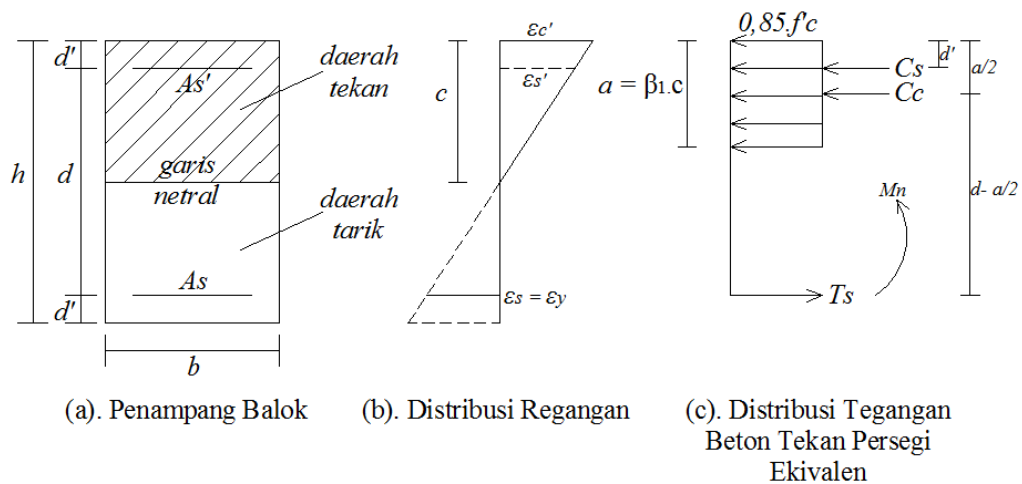 h
d'
d
d'
As'
daerah
tekan
garis
netral
daerah
tarik
As
b
(a). Penampang Balok
εc'
εs'
c
εs = εy
(b). Distribusi Regangan
0,85.f'c
a = β1.c
Cs
Cc
d'
a/2
d- a/2
Mn
Ts
(c). Distribusi Tegangan
Beton Tekan Persegi
Ekivalen